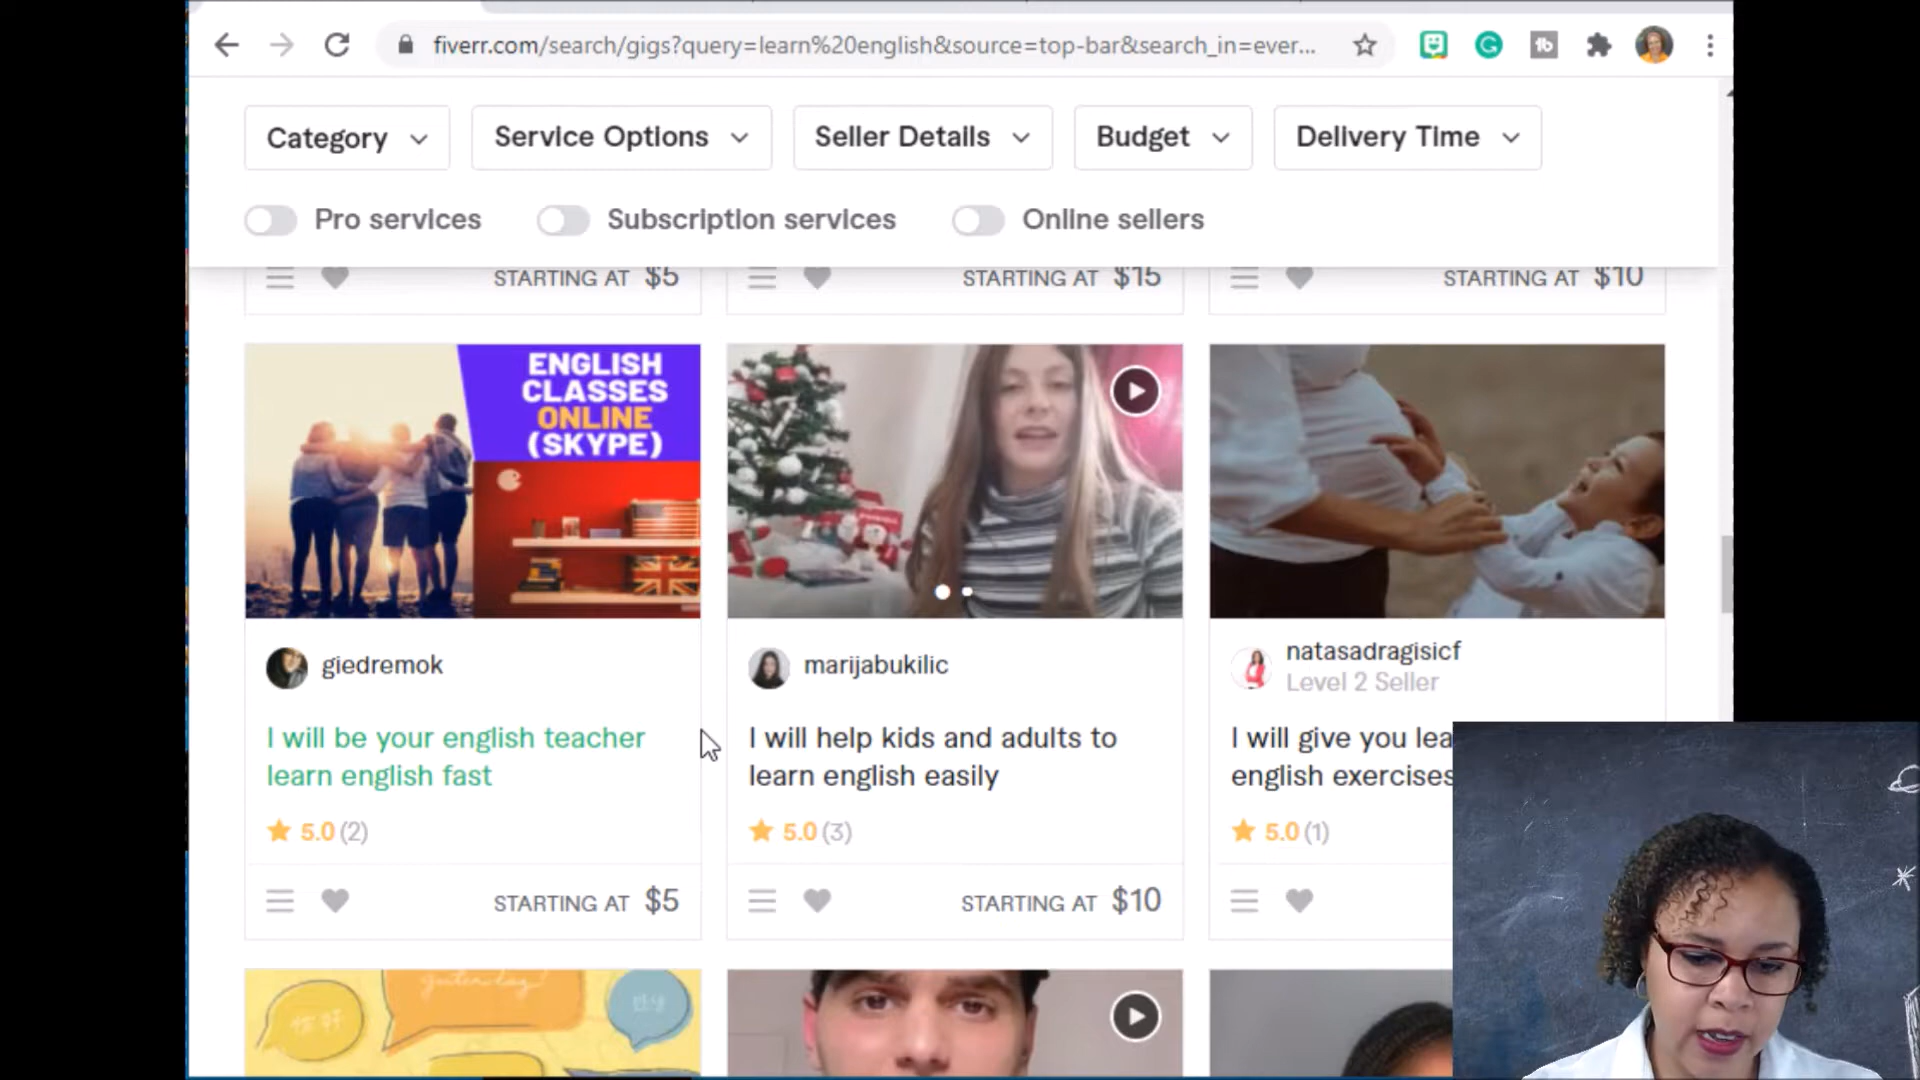 fiverr.com/search/gigs?query=learn%20english&source=top-bar&search_in=ever...
Category
Service Options
Seller Details
Budget
Delivery Time
Pro services
Subscription services
Online sellers
STARTING AT $5
STARTING AT $15
STARTING AT $10
ENGLISH
CLASSES
ONLINE
(SKYPE)
giedremok
marijabukilic
natasadragisicf
Level 2 Seller
I will be your english teacher
learn english fast
I will help kids and adults to
learn english easily
I will give you lea
english exercises
5.0 (2)
5.0 (3)
5.0 (1)
STARTING AT $5
STARTING AT $10